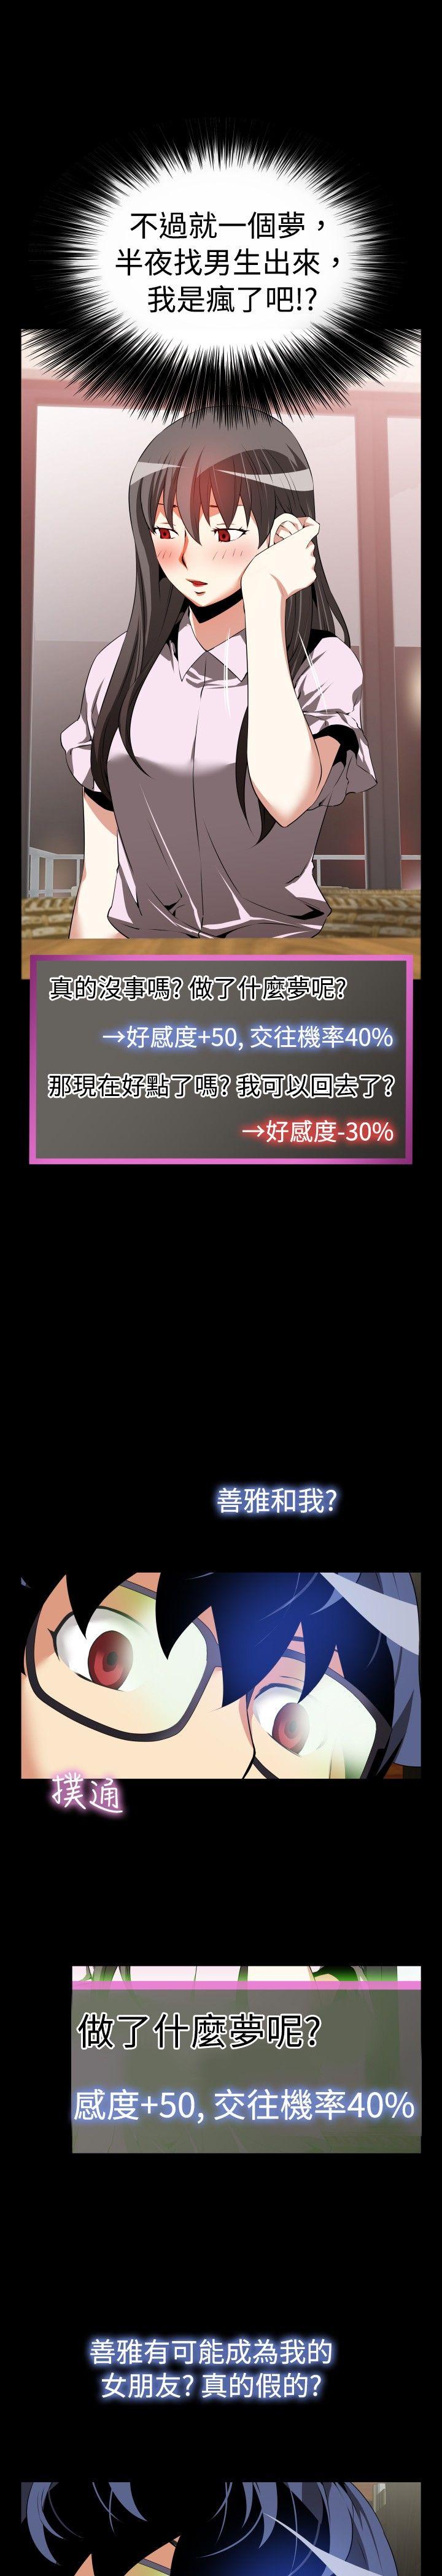 不過就一個夢，
半夜找男生出來，
我是瘋了吧!?
真的沒事嗎? 做了什麼夢呢?
→好感度+50, 交往機率40%
那現在好點了嗎? 我可以回去了?
→好感度-30%
善雅和我?
撲通
做了什麼夢呢?
感度+50, 交往機率40%
善雅有可能成為我的
女朋友? 真的假的?